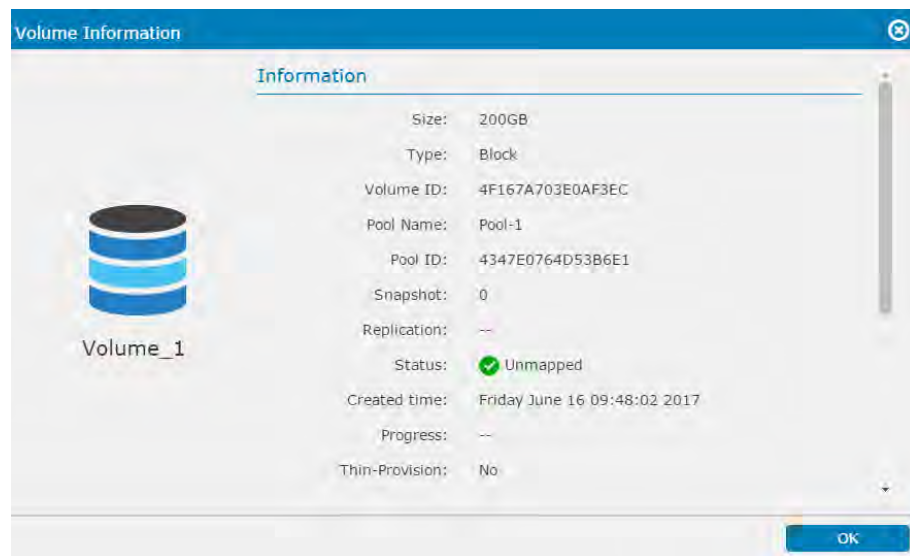 Volume Information
Information
Size: 200GB
Type: Block
Volume ID: 4F167A703E0AF3EC
Pool Name: Pool-1
Pool ID: 4347E0764D53B6E1
Snapshot: 0
Replication: --
Volume_1
Status: Unmapped
Created time: Friday June 16 09:48:02 2017
Progress: --
Thin-Provision: No
OK